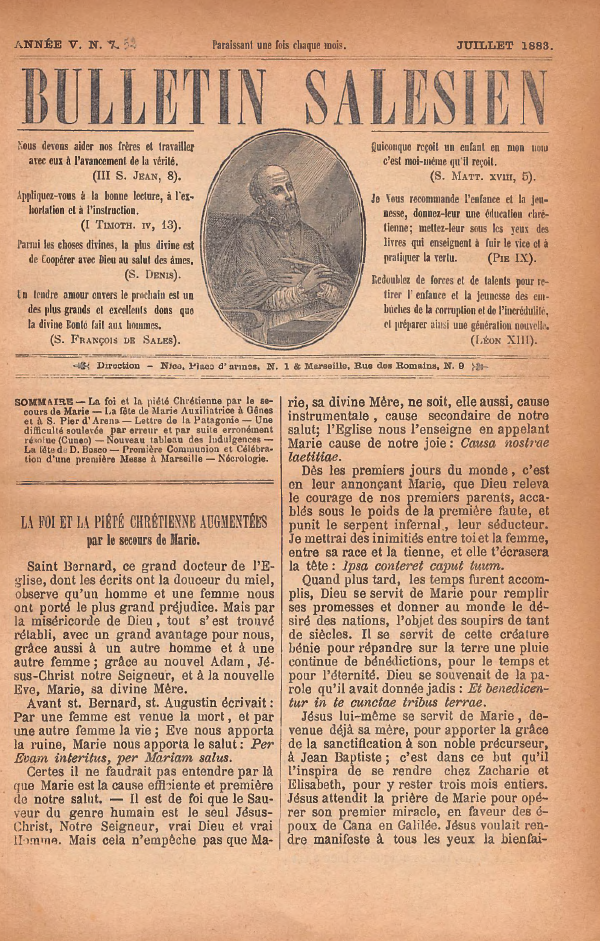 ANNÉE V. N. 7.
Paraissant une fois chaque mois.
JUILLET 1883.
BULLETIN SALESIEN
Nous devons aider nos frères et travailler
avec eux à l'avancement de la vérité.
(III S. JEAN, 8).
Appliquez-vous à la bonne lecture, à l'ex-
hortation et à l'instruction.
(I TIMOTH. IV, 13).
Parmi les choses divines, la plus divine est
de Coopérer avec Dieu au salut des âmes.
(S. DENIS).
Un tendre amour envers le prochain est un
des plus grands et excellents dons que
la divine Bonté fait aux hommes.
(S. FRANÇOIS DE SALES).
Quiconque reçoit un enfant en mon nom
c'est moi-même qu'il reçoit.
(S. MATT. XVIII, 5).
Je Vous recommande l'enfance et la jeu-
nesse, donnez-leur une éducation chré-
tienne; mettez-leur sous les yeux des
livres qui enseignent à fuir le vice et à
pratiquer la vertu. (PIE IX).
Redoublez de forces et de talents pour re-
tirer l'enfance et la jeunesse des em-
bûches de la corruption et de l'incrédulité,
et préparer ainsi une génération nouvelle.
(LÉON XIII).
Direction — Nice, Place d'armes, N. 1 & Marseille, Rue des Romains, N. 9
SOMMAIRE — La foi et la piété Chrétienne par le se-
cours de Marie — La fête de Marie Auxiliatrice à Gênes
et à S. Pier d'Arena — Lettre de la Patagonie — Une
difficulté soulevée par erreur et par suite erronément
résolue (Cuneo) — Nouveau tableau des Indulgences —
La fête de D. Bosco — Première Communion et Célébra-
tion d'une première Messe à Marseille — Nécrologie.
LA FOI ET LA PIÉTÉ CHRÉTIENNE AUGMENTÉES
par le secours de Marie.
Saint Bernard, ce grand docteur de l'E-
glise, dont les écrits ont la douceur du miel,
observe qu'un homme et une femme nous
ont porté le plus grand préjudice. Mais par
la miséricorde de Dieu, tout s'est trouvé
rétabli, avec un grand avantage pour nous,
grâce aussi à un autre homme et à une
autre femme; grâce au nouvel Adam, Jé-
sus-Christ notre Seigneur, et à la nouvelle
Eve, Marie, sa divine Mère.
Avant st. Bernard, st. Augustin écrivait:
Par une femme est venue la mort, et par
une autre femme la vie; Eve nous apporta
la ruine, Marie nous apporta le salut: Per
Evam interitus, per Mariam salus.
Certes il ne faudrait pas entendre par là
que Marie est la cause efficiente et première
de notre salut, — Il est de foi que le Sau-
veur du genre humain est le seul Jésus-
Christ, Notre Seigneur, vrai Dieu et vrai
Homme. Mais cela n'empêche pas que Ma-
rie, sa divine Mère, ne soit, elle aussi, cause
instrumentale, cause secondaire de notre
salut; l'Eglise nous l'enseigne en appelant
Marie cause de notre joie: Causa nostrae
laetitiae.
Dès les premiers jours du monde, c'est
en leur annonçant Marie, que Dieu releva
le courage de nos premiers parents, acca-
blés sous le poids de la première faute, et
punit le serpent infernal, leur séducteur.
Je mettrai des inimitiés entre toi et la femme,
entre sa race et la tienne, et elle t'écrasera
la tête: Ipsa conteret caput tuum.
Quand plus tard, les temps furent accom-
plis, Dieu se servit de Marie pour remplir
ses promesses et donner au monde le dé-
siré des nations, l'objet des soupirs de tant
de siècles. Il se servit de cette créature
bénie pour répandre sur la terre une pluie
continue de bénédictions, pour le temps et
pour l'éternité. Dieu se souvenait de la pa-
role qu'il avait donnée jadis: Et benedicen-
tur in te cunctae tribus terrae.
Jésus lui-même se servit de Marie, de-
venue déjà sa mère, pour apporter la grâce
de la sanctification à son noble précurseur,
à Jean Baptiste; c'est dans ce but qu'il
l'inspira de se rendre chez Zacharie et
Elisabeth, pour y rester trois mois entiers.
Jésus attendit la prière de Marie pour opé-
rer son premier miracle, en faveur des é-
poux de Cana en Galilée. Jésus voulait ren-
dre manifeste à tous les yeux la bienfai-